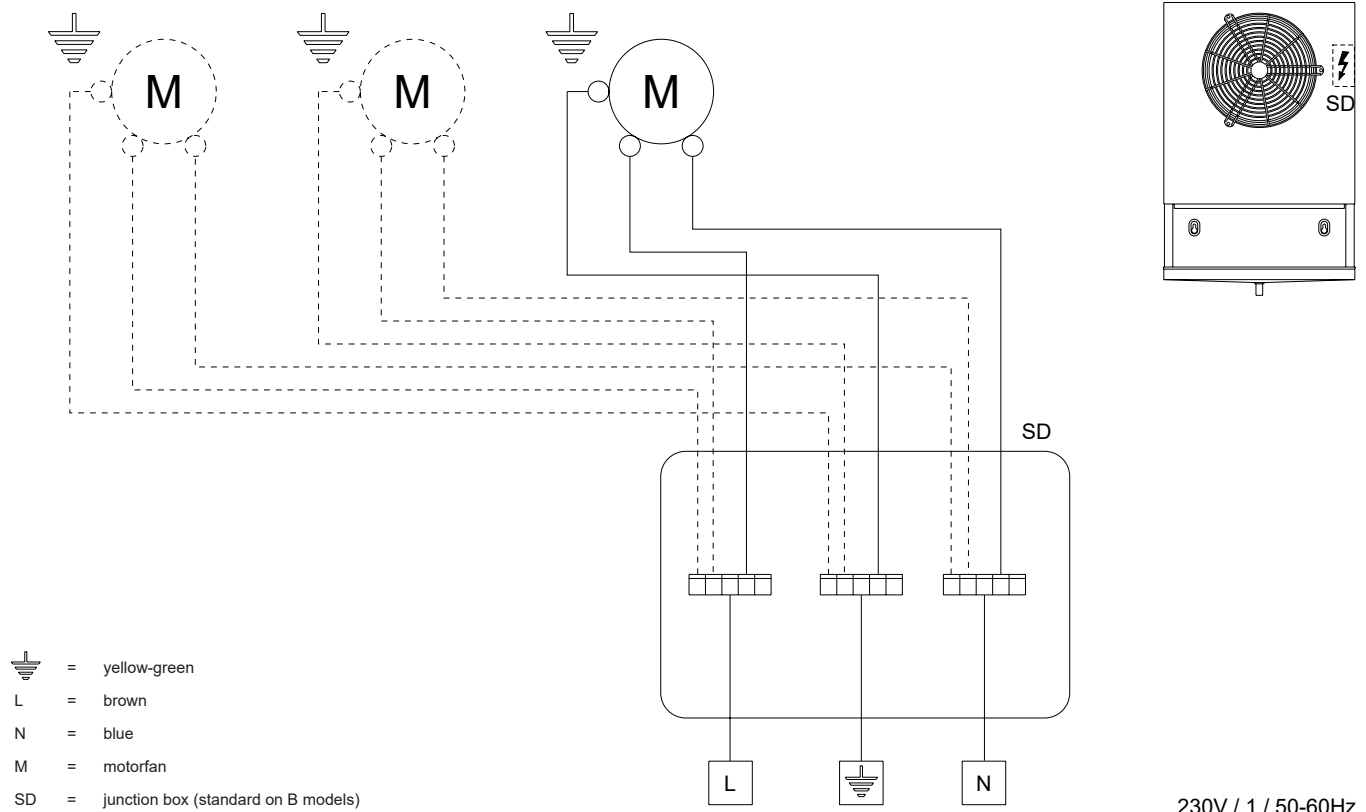 M M M
SD
SD
= yellow-green
L = brown
N = blue
M = motorfan
SD = junction box (standard on B models)
L N
230V / 1 / 50-60Hz